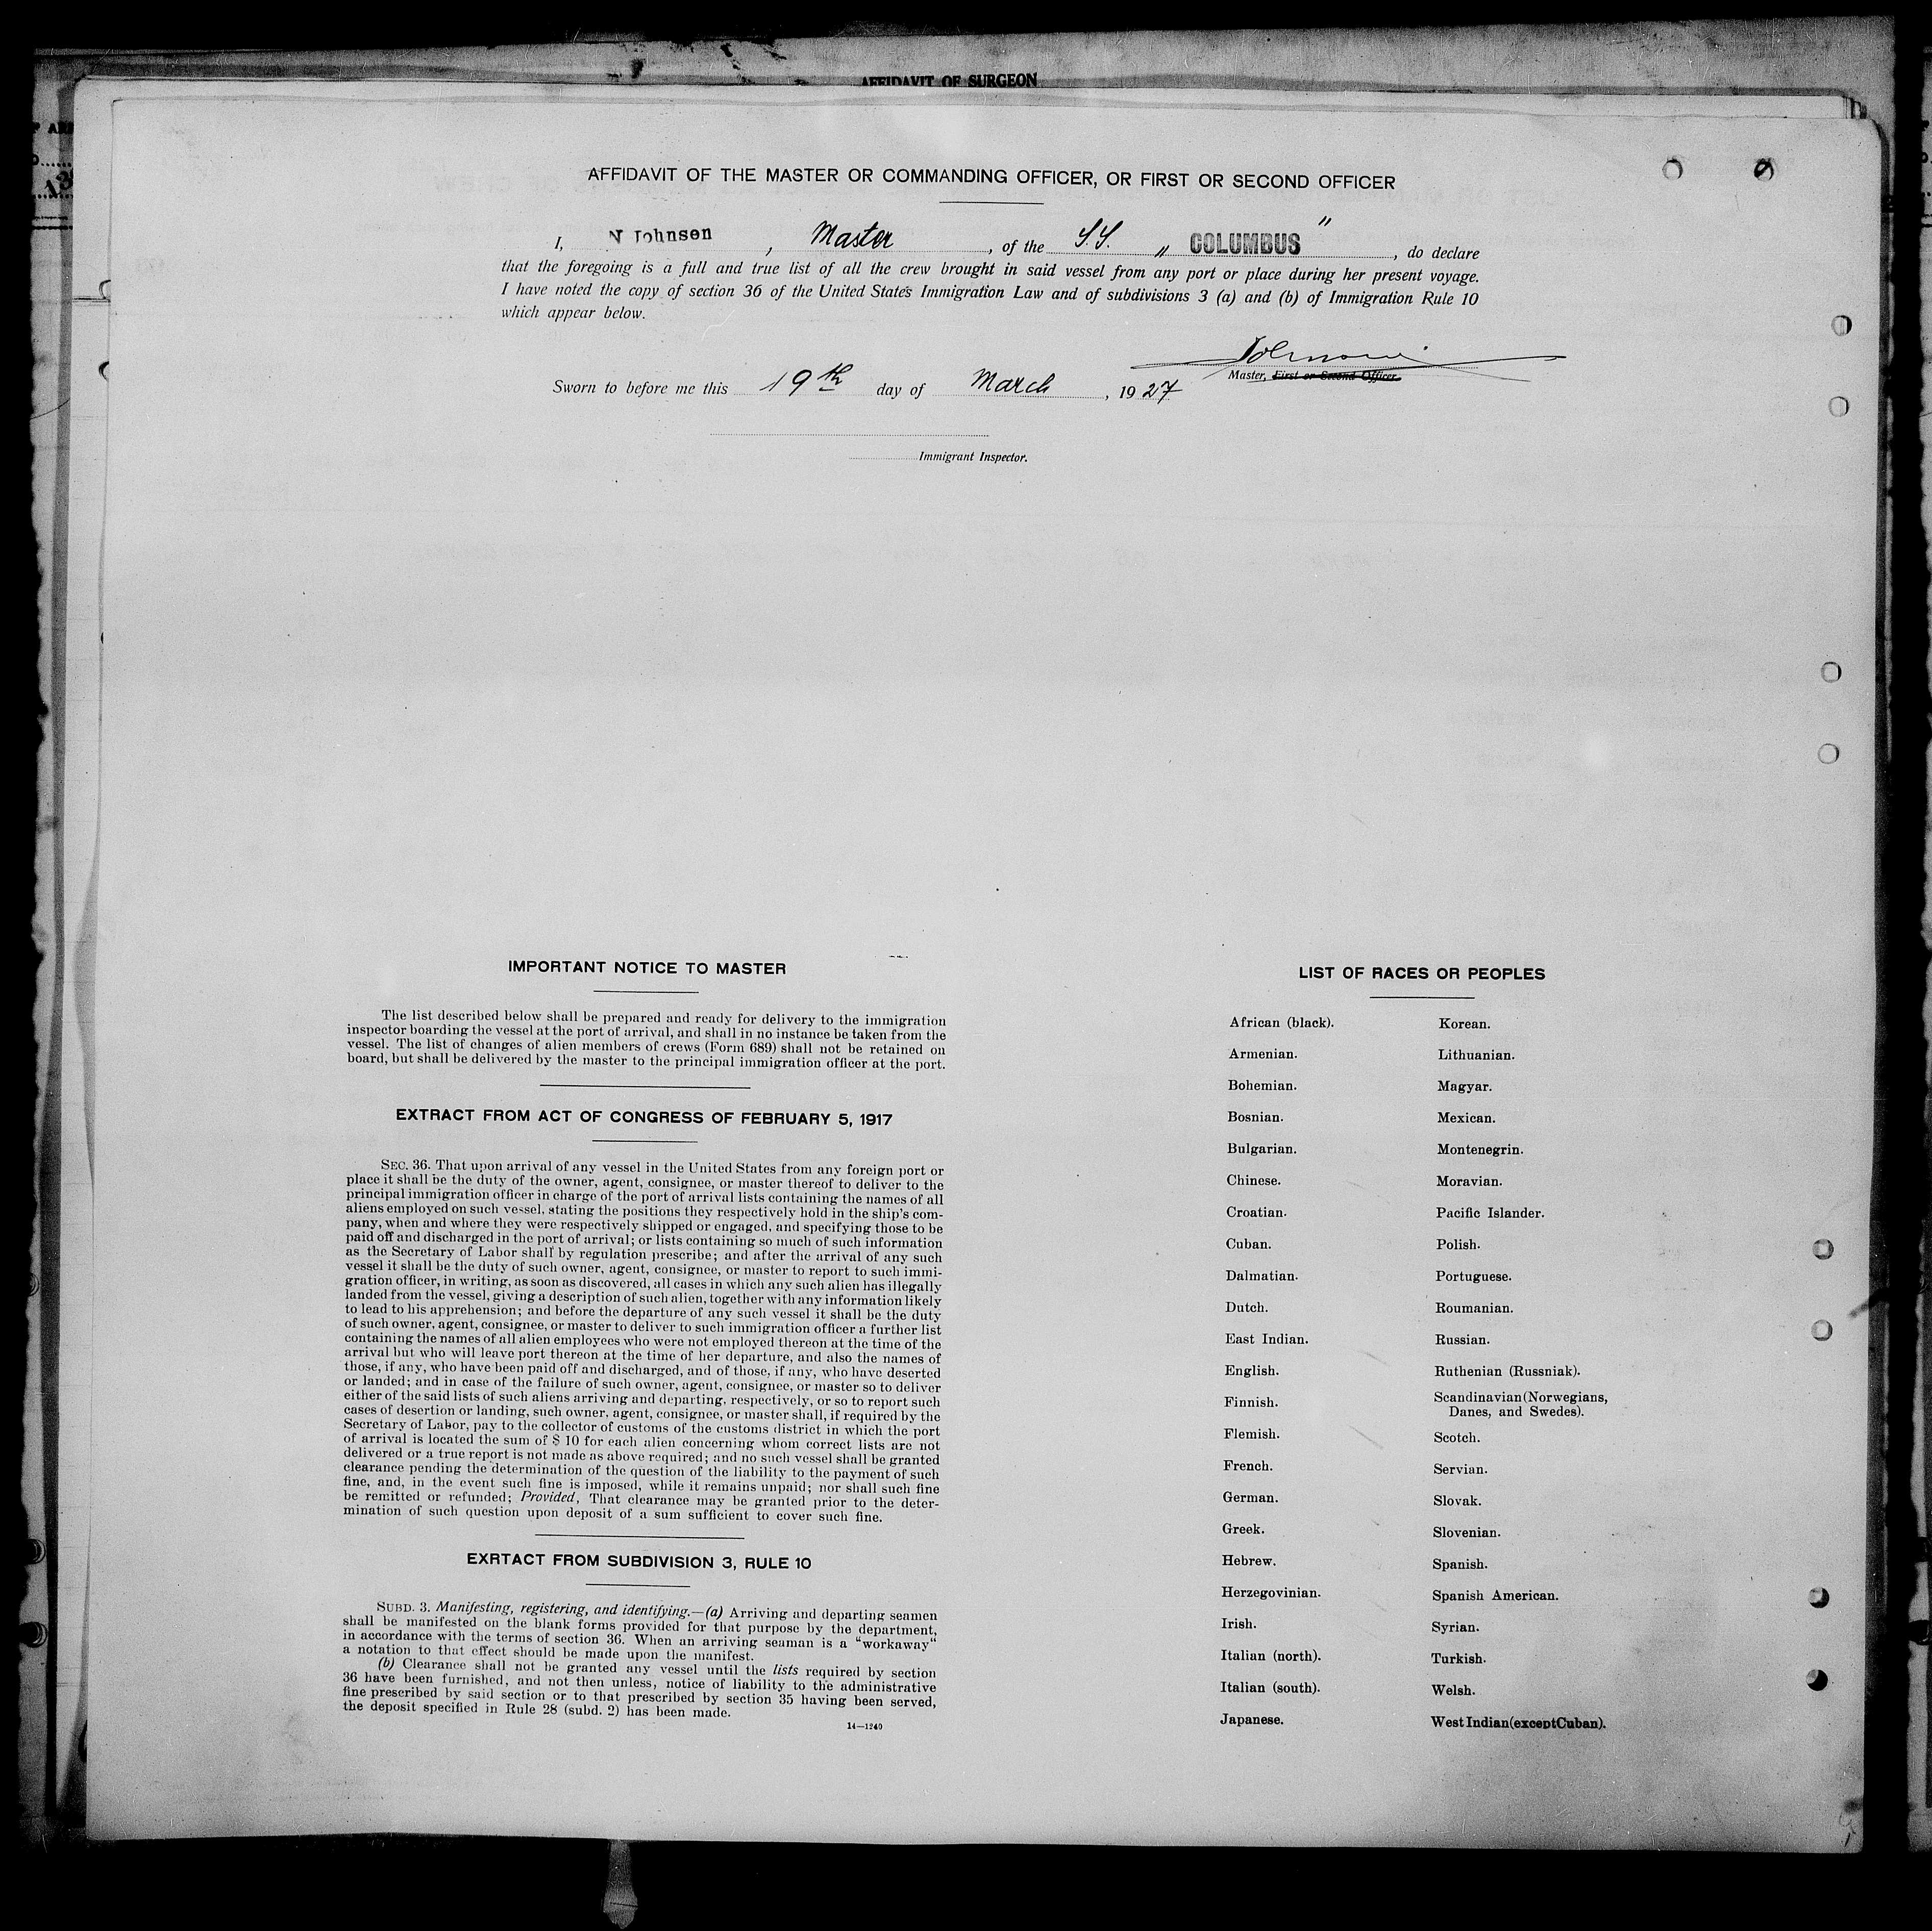 AFFIDAVIT OF SURGEON
AFFIDAVIT OF THE MASTER OR COMMANDING OFFICER, OR FIRST OR SECOND OFFICER
I, N Johnsen, Master, of the S.S. „ COLUMBUS ", do declare
that the foregoing is a full and true list of all the crew brought in said vessel from any port or place during her present voyage.
I have noted the copy of section 36 of the United States Immigration Law and of subdivisions 3 (a) and (b) of Immigration Rule 10
which appear below.
Master, First or Second Officer.
Sworn to before me this 19th day of March, 1927
Immigrant Inspector.
IMPORTANT NOTICE TO MASTER
The list described below shall be prepared and ready for delivery to the immigration
inspector boarding the vessel at the port of arrival, and shall in no instance be taken from the
vessel. The list of changes of alien members of crews (Form 689) shall not be retained on
board, but shall be delivered by the master to the principal immigration officer at the port.
EXTRACT FROM ACT OF CONGRESS OF FEBRUARY 5, 1917
SEC. 36. That upon arrival of any vessel in the United States from any foreign port or
place it shall be the duty of the owner, agent, consignee, or master thereof to deliver to the
principal immigration officer in charge of the port of arrival lists containing the names of all
aliens employed on such vessel, stating the positions they respectively hold in the ship's com-
pany, when and where they were respectively shipped or engaged, and specifying those to be
paid off and discharged in the port of arrival; or lists containing so much of such information
as the Secretary of Labor shall by regulation prescribe; and after the arrival of any such
vessel it shall be the duty of such owner, agent, consignee, or master to report to such immi-
gration officer, in writing, as soon as discovered, all cases in which any such alien has illegally
landed from the vessel, giving a description of such alien, together with any information likely
to lead to his apprehension; and before the departure of any such vessel it shall be the duty
of such owner, agent, consignee, or master to deliver to such immigration officer a further list
containing the names of all alien employees who were not employed thereon at the time of the
arrival but who will leave port thereon at the time of her departure, and also the names of
those, if any, who have been paid off and discharged, and of those, if any, who have deserted
or landed; and in case of the failure of such owner, agent, consignee, or master so to deliver
either of the said lists of such aliens arriving and departing, respectively, or so to report such
cases of desertion or landing, such owner, agent, consignee, or master shall, if required by the
Secretary of Labor, pay to the collector of customs of the customs district in which the port
of arrival is located the sum of $ 10 for each alien concerning whom correct lists are not
delivered or a true report is not made as above required; and no such vessel shall be granted
clearance pending the determination of the question of the liability to the payment of such
fine, and, in the event such fine is imposed, while it remains unpaid; nor shall such fine
be remitted or refunded; Provided, That clearance may be granted prior to the deter-
mination of such question upon deposit of a sum sufficient to cover such fine.
EXRTACT FROM SUBDIVISION 3, RULE 10
SUBD. 3. Manifesting, registering, and identifying.—(a) Arriving and departing seamen
shall be manifested on the blank forms provided for that purpose by the department,
in accordance with the terms of section 36. When an arriving seaman is a "workaway"
a notation to that effect should be made upon the manifest.
(b) Clearance shall not be granted any vessel until the lists required by section
36 have been furnished, and not then unless, notice of liability to the administrative
fine prescribed by said section or to that prescribed by section 35 having been served,
the deposit specified in Rule 28 (subd. 2) has been made.
14—1240
LIST OF RACES OR PEOPLES
African (black).
Armenian.
Bohemian.
Bosnian.
Bulgarian.
Chinese.
Croatian.
Cuban.
Dalmatian.
Dutch.
East Indian.
English.
Finnish.
Flemish.
French.
German.
Greek.
Hebrew.
Herzegovinian.
Irish.
Italian (north).
Italian (south).
Japanese.
Korean.
Lithuanian.
Magyar.
Mexican.
Montenegrin.
Moravian.
Pacific Islander.
Polish.
Portuguese.
Roumanian.
Russian.
Ruthenian (Russniak).
Scandinavian (Norwegians,
Danes, and Swedes).
Scotch.
Servian.
Slovak.
Slovenian.
Spanish.
Spanish American.
Syrian.
Turkish.
Welsh.
West Indian (except Cuban).